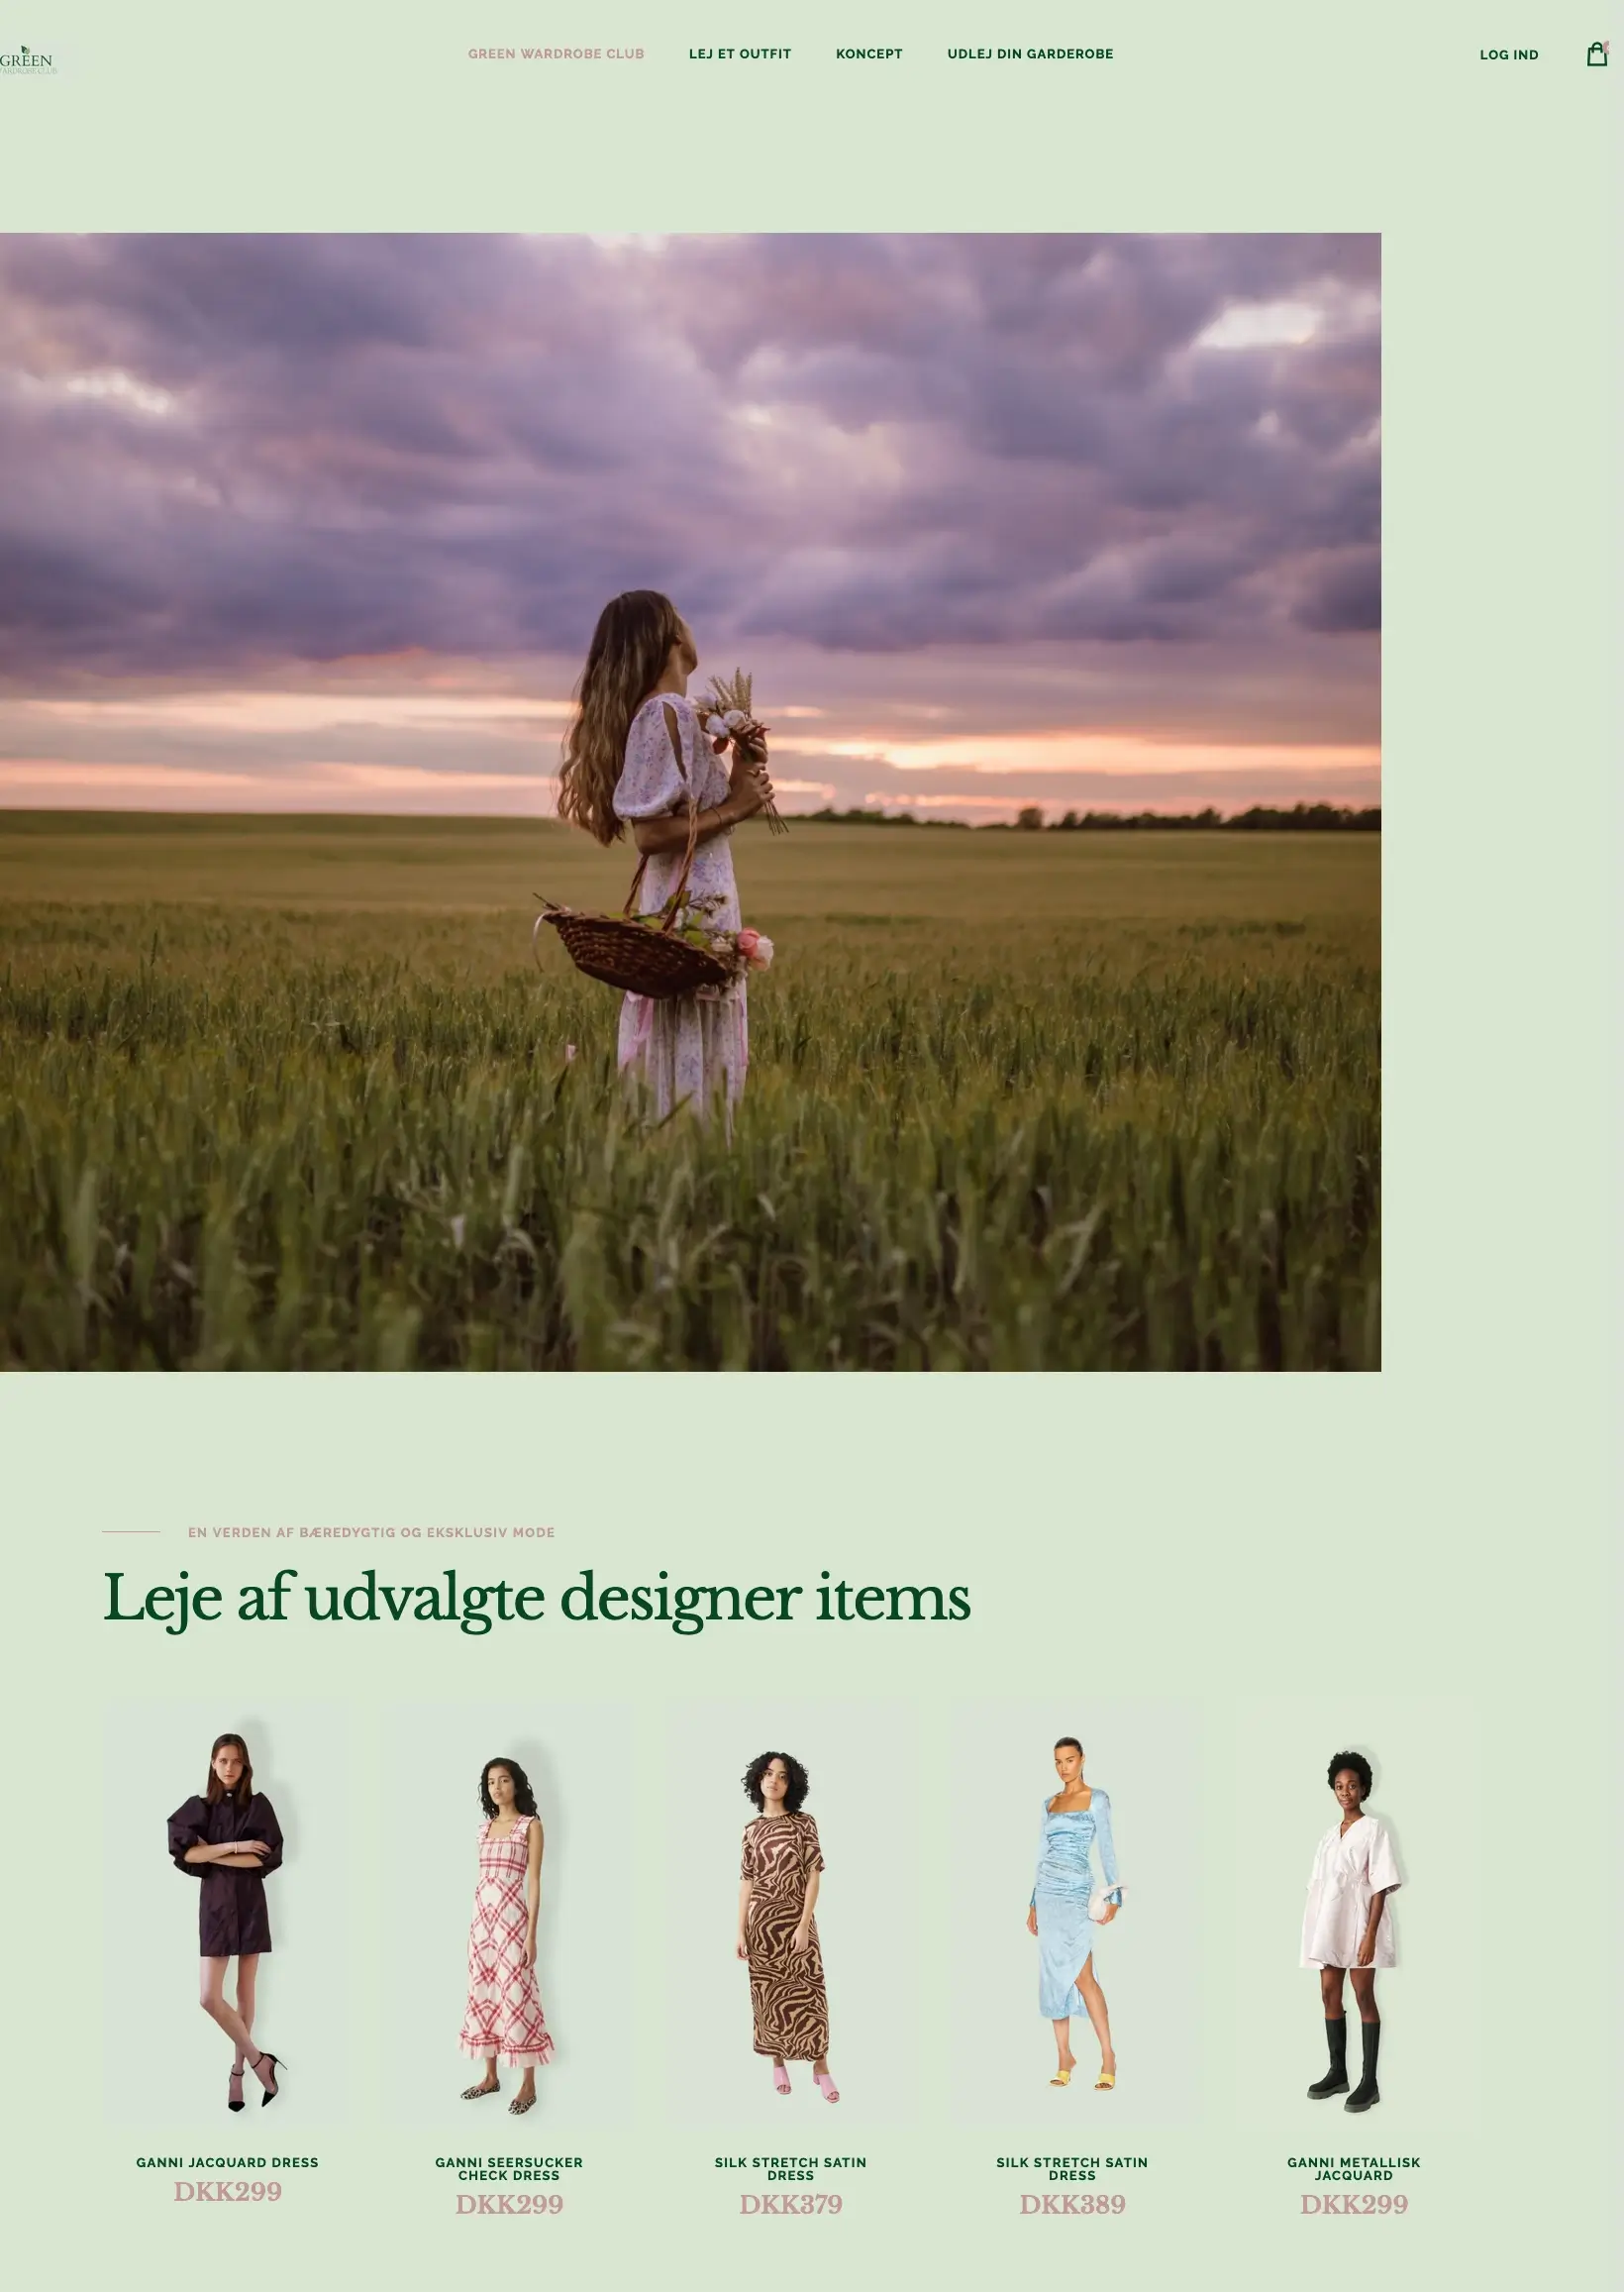 GREEN
WARDROBE CLUB
GREEN WARDROBE CLUB
LEJ ET OUTFIT
KONCEPT
UDLEJ DIN GARDEROBE
LOG IND
EN VERDEN AF BÆREDYGTIG OG EKSKLUSIV MODE
Leje af udvalgte designer items
GANNI JACQUARD DRESS
DKK299
GANNI SEERSUCKER
CHECK DRESS
DKK299
SILK STRETCH SATIN
DRESS
DKK379
SILK STRETCH SATIN
DRESS
DKK389
GANNI METALLISK
JACQUARD
DKK299